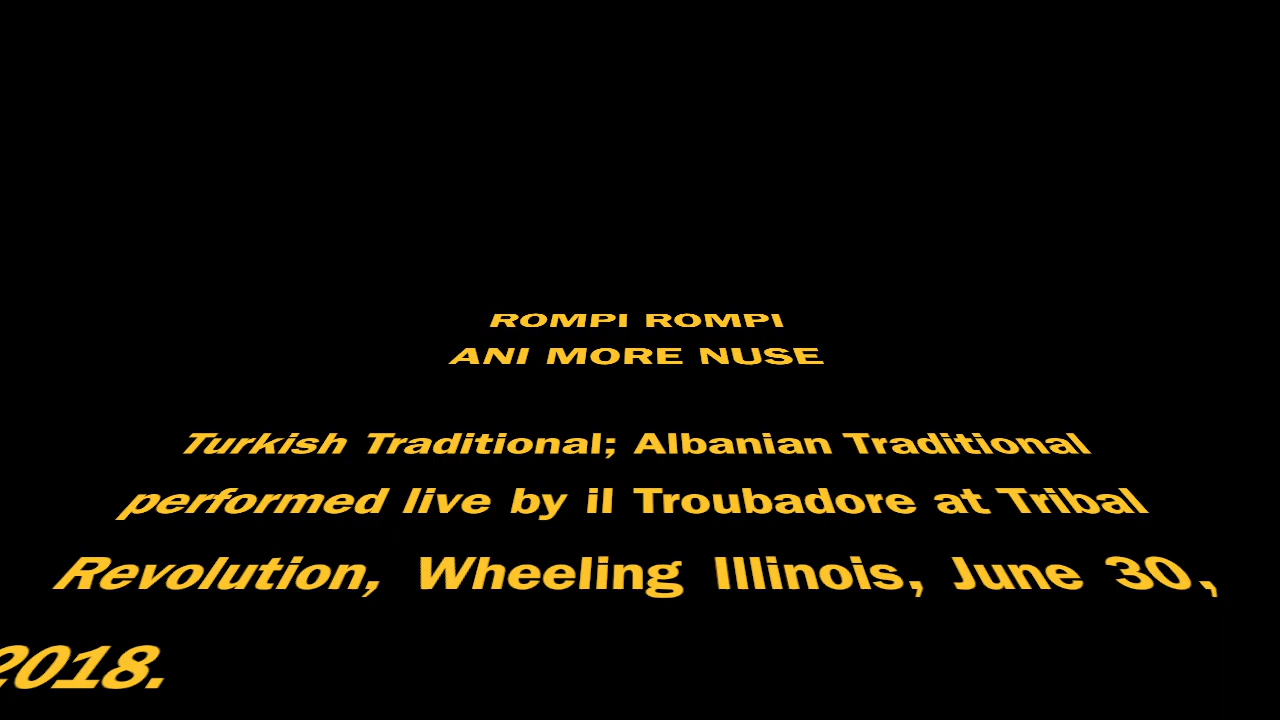 ROMPI ROMPI
ANI MORE NUSE
Turkish Traditional; Albanian Traditional
performed live by il Troubadore at Tribal
Revolution, Wheeling Illinois, June 30,
2018.